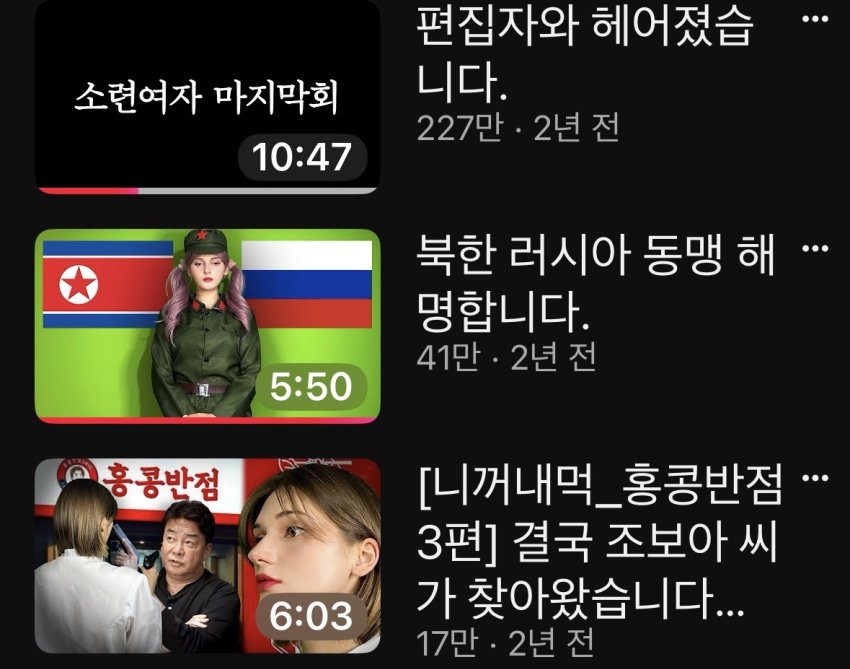 소련여자 마지막회
10:47
편집자와 헤어졌습
니다.
227만 · 2년 전
5:50
북한 러시아 동맹 해
명합니다.
41만 · 2년 전
홍콩반점
6:03
[니꺼내먹_홍콩반점
3편] 결국 조보아 씨
가 찾아왔습니다...
17만 · 2년 전